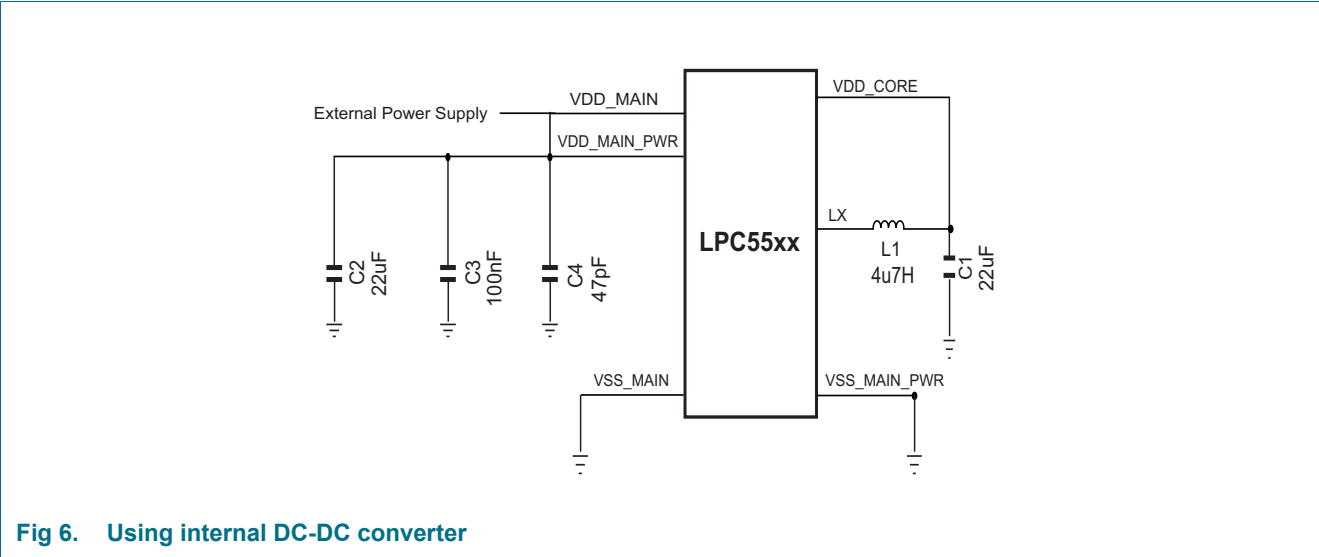 VDD_MAIN
VDD_CORE
External Power Supply
VDD_MAIN_PWR
LPC55xx
LX
L1
4u7H
C1
22uF
C2
22uF
C3
100nF
C4
47pF
VSS_MAIN
VSS_MAIN_PWR
Fig 6. Using internal DC-DC converter